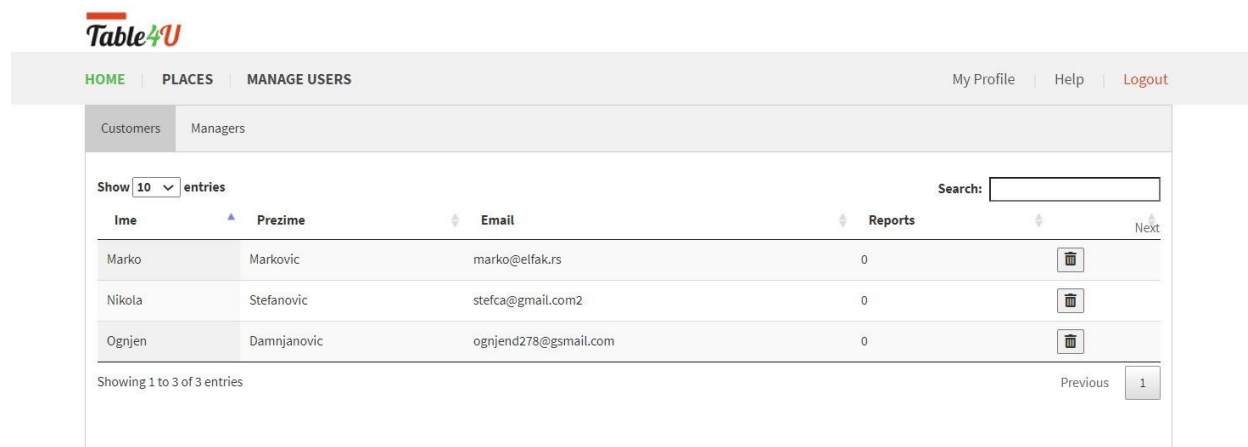 Table4U
HOME PLACES MANAGE USERS My Profile Help Logout
Customers Managers
Show 10 entries Search:
Ime Prezime Email Reports
Next
Marko Markovic marko@elfak.rs 0
Nikola Stefanovic stefca@gmail.com2 0
Ognjen Damnjanovic ognjend278@gsmail.com 0
Showing 1 to 3 of 3 entries Previous 1